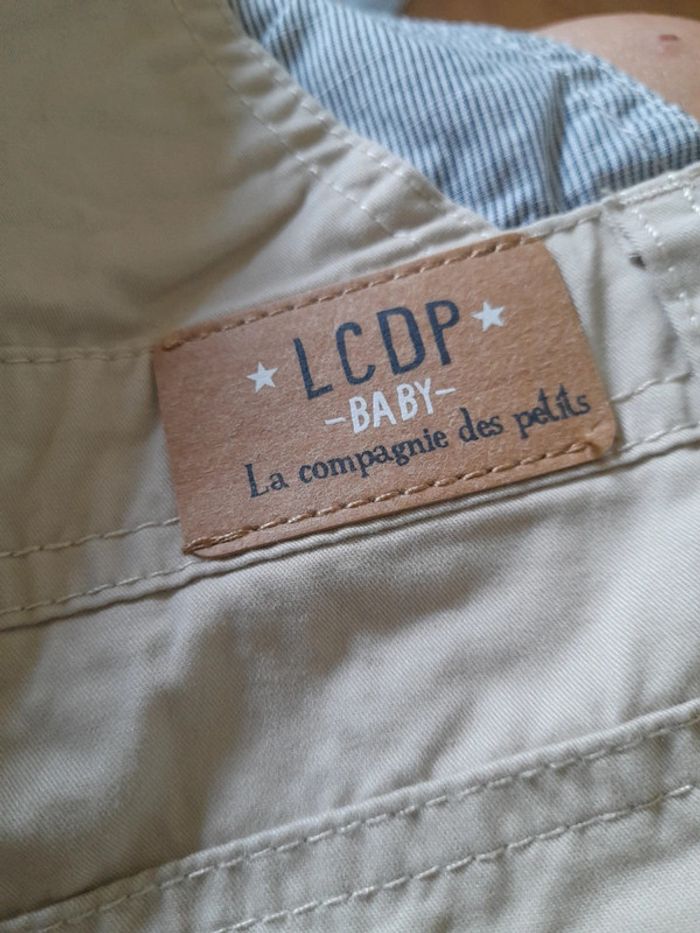 LCDP
-BABY-
La compagnie des petits